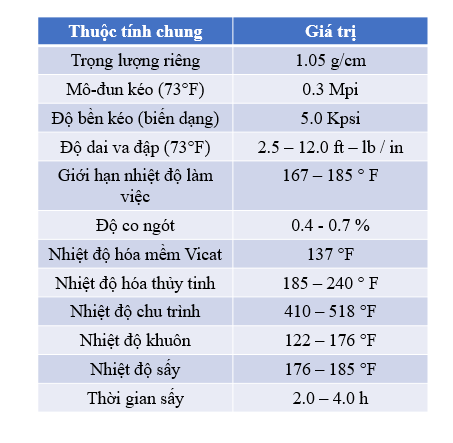 Thuộc tính chung Giá trị
Trọng lượng riêng 1.05 g/cm
Mô-đun kéo (73°F) 0.3 Mpi
Độ bền kéo (biến dạng) 5.0 Kpsi
Độ dai va đập (73°F) 2.5 – 12.0 ft – lb / in
Giới hạn nhiệt độ làm 167 – 185 ° F
việc
Độ co ngót 0.4 - 0.7 %
Nhiệt độ hóa mềm Vicat 137 °F
Nhiệt độ hóa thủy tinh 185 – 240 ° F
Nhiệt độ chu trình 410 – 518 °F
Nhiệt độ khuôn 122 – 176 °F
Nhiệt độ sấy 176 – 185 °F
Thời gian sấy 2.0 – 4.0 h